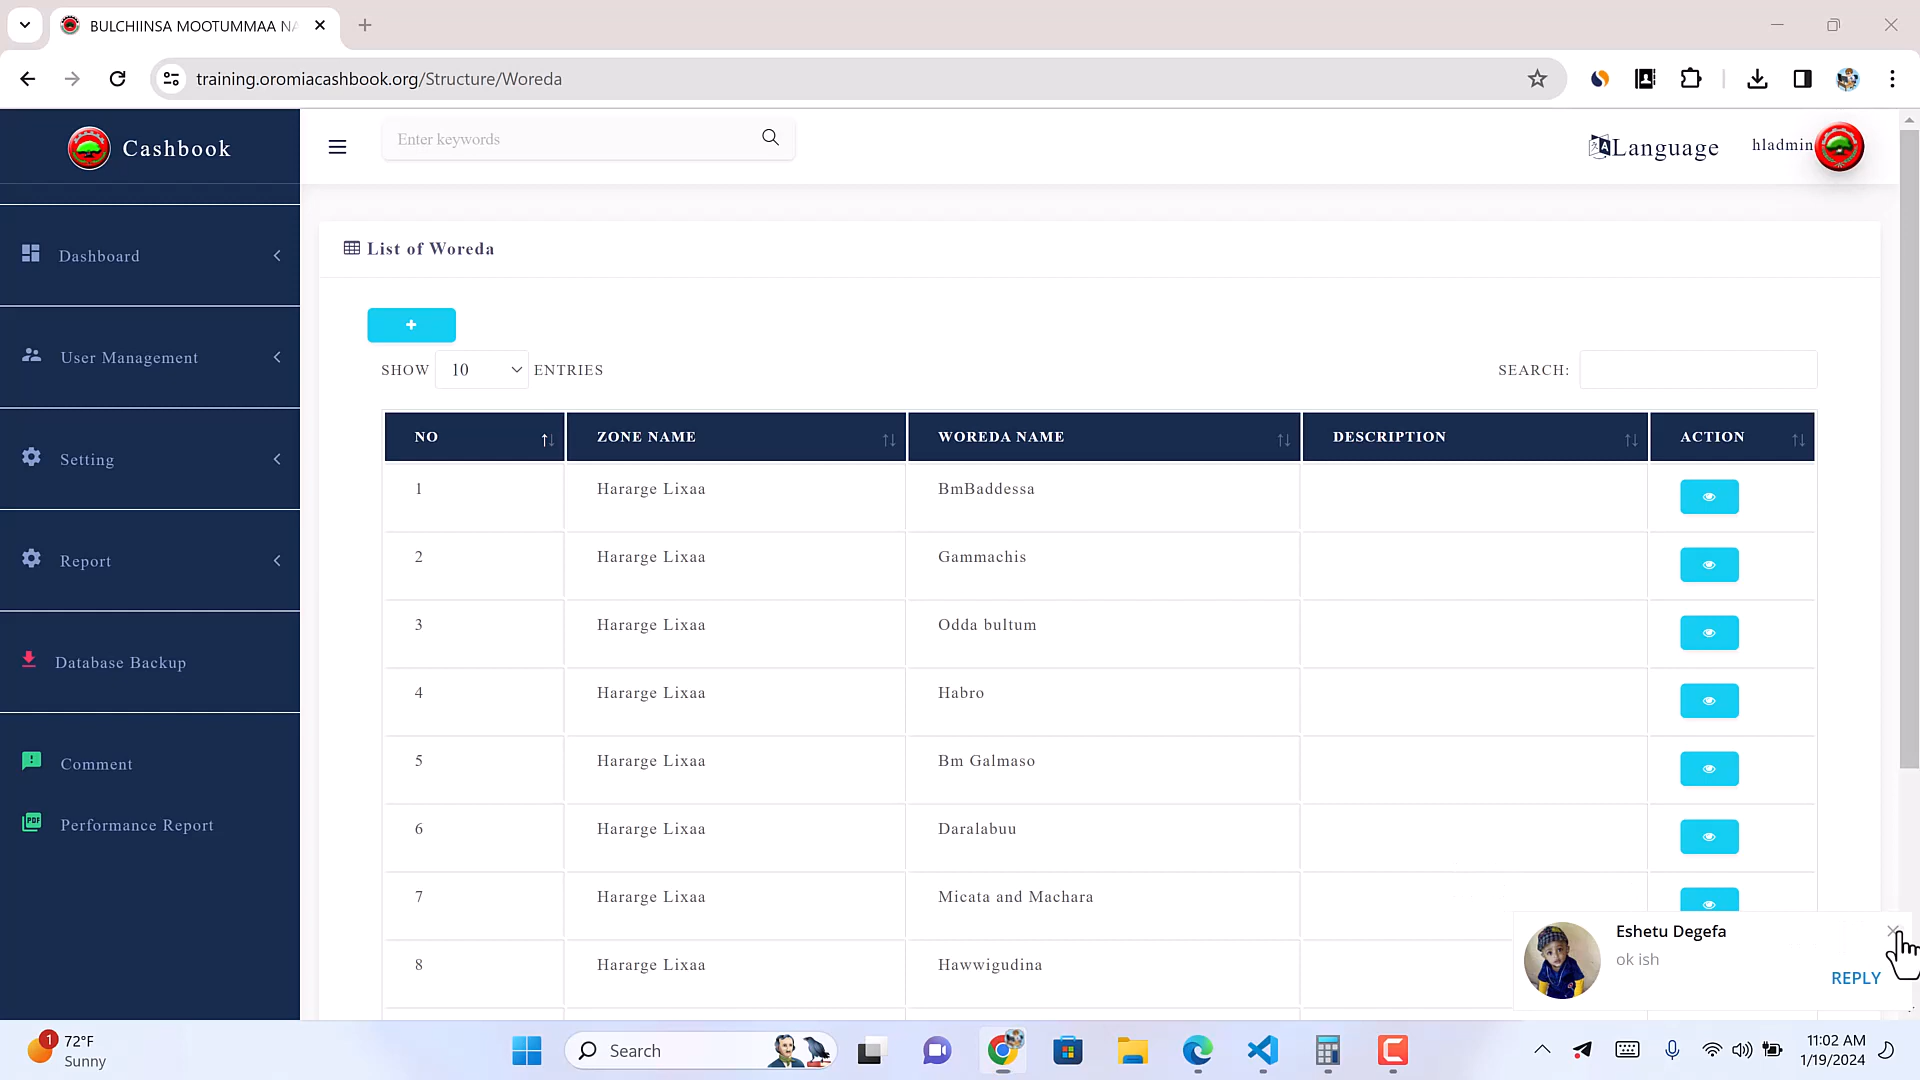 BULCHIINSA MOOTUMMAA NA
training.oromiacashbook.org/Structure/Woreda
Cashbook
Enter keywords
Language
hladmin
Dashboard
User Management
Setting
Report
Database Backup
Comment
Performance Report
List of Woreda
+
SHOW 10 ENTRIES
SEARCH:
NO ZONE NAME WOREDA NAME DESCRIPTION ACTION
1 Hararge Lixaa BmBaddessa
2 Hararge Lixaa Gammachis
3 Hararge Lixaa Odda bultum
4 Hararge Lixaa Habro
5 Hararge Lixaa Bm Galmaso
6 Hararge Lixaa Daralabuu
7 Hararge Lixaa Micata and Machara
8 Hararge Lixaa Hawwigudina
Eshetu Degefa
ok ish
REPLY
1
72°F
Sunny
Search
11:02 AM
1/19/2024